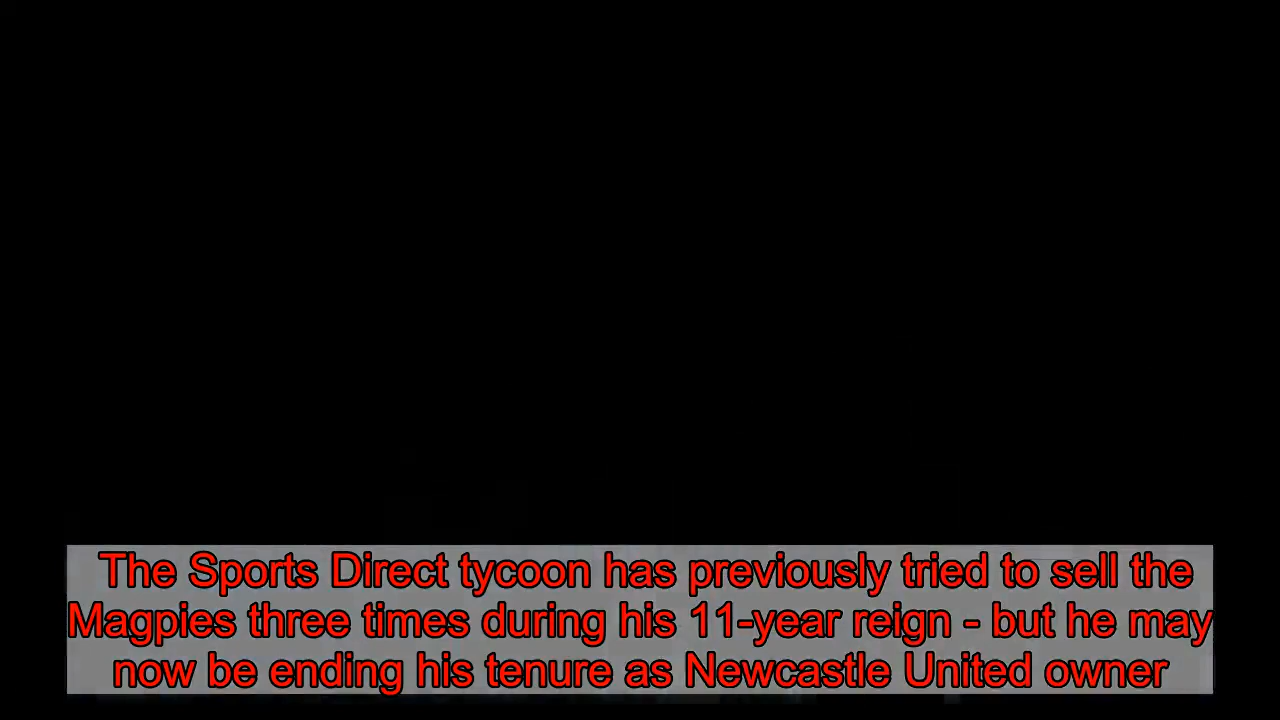 The Sports Direct tycoon has previously tried to sell the
Magpies three times during his 11-year reign - but he may
now be ending his tenure as Newcastle United owner